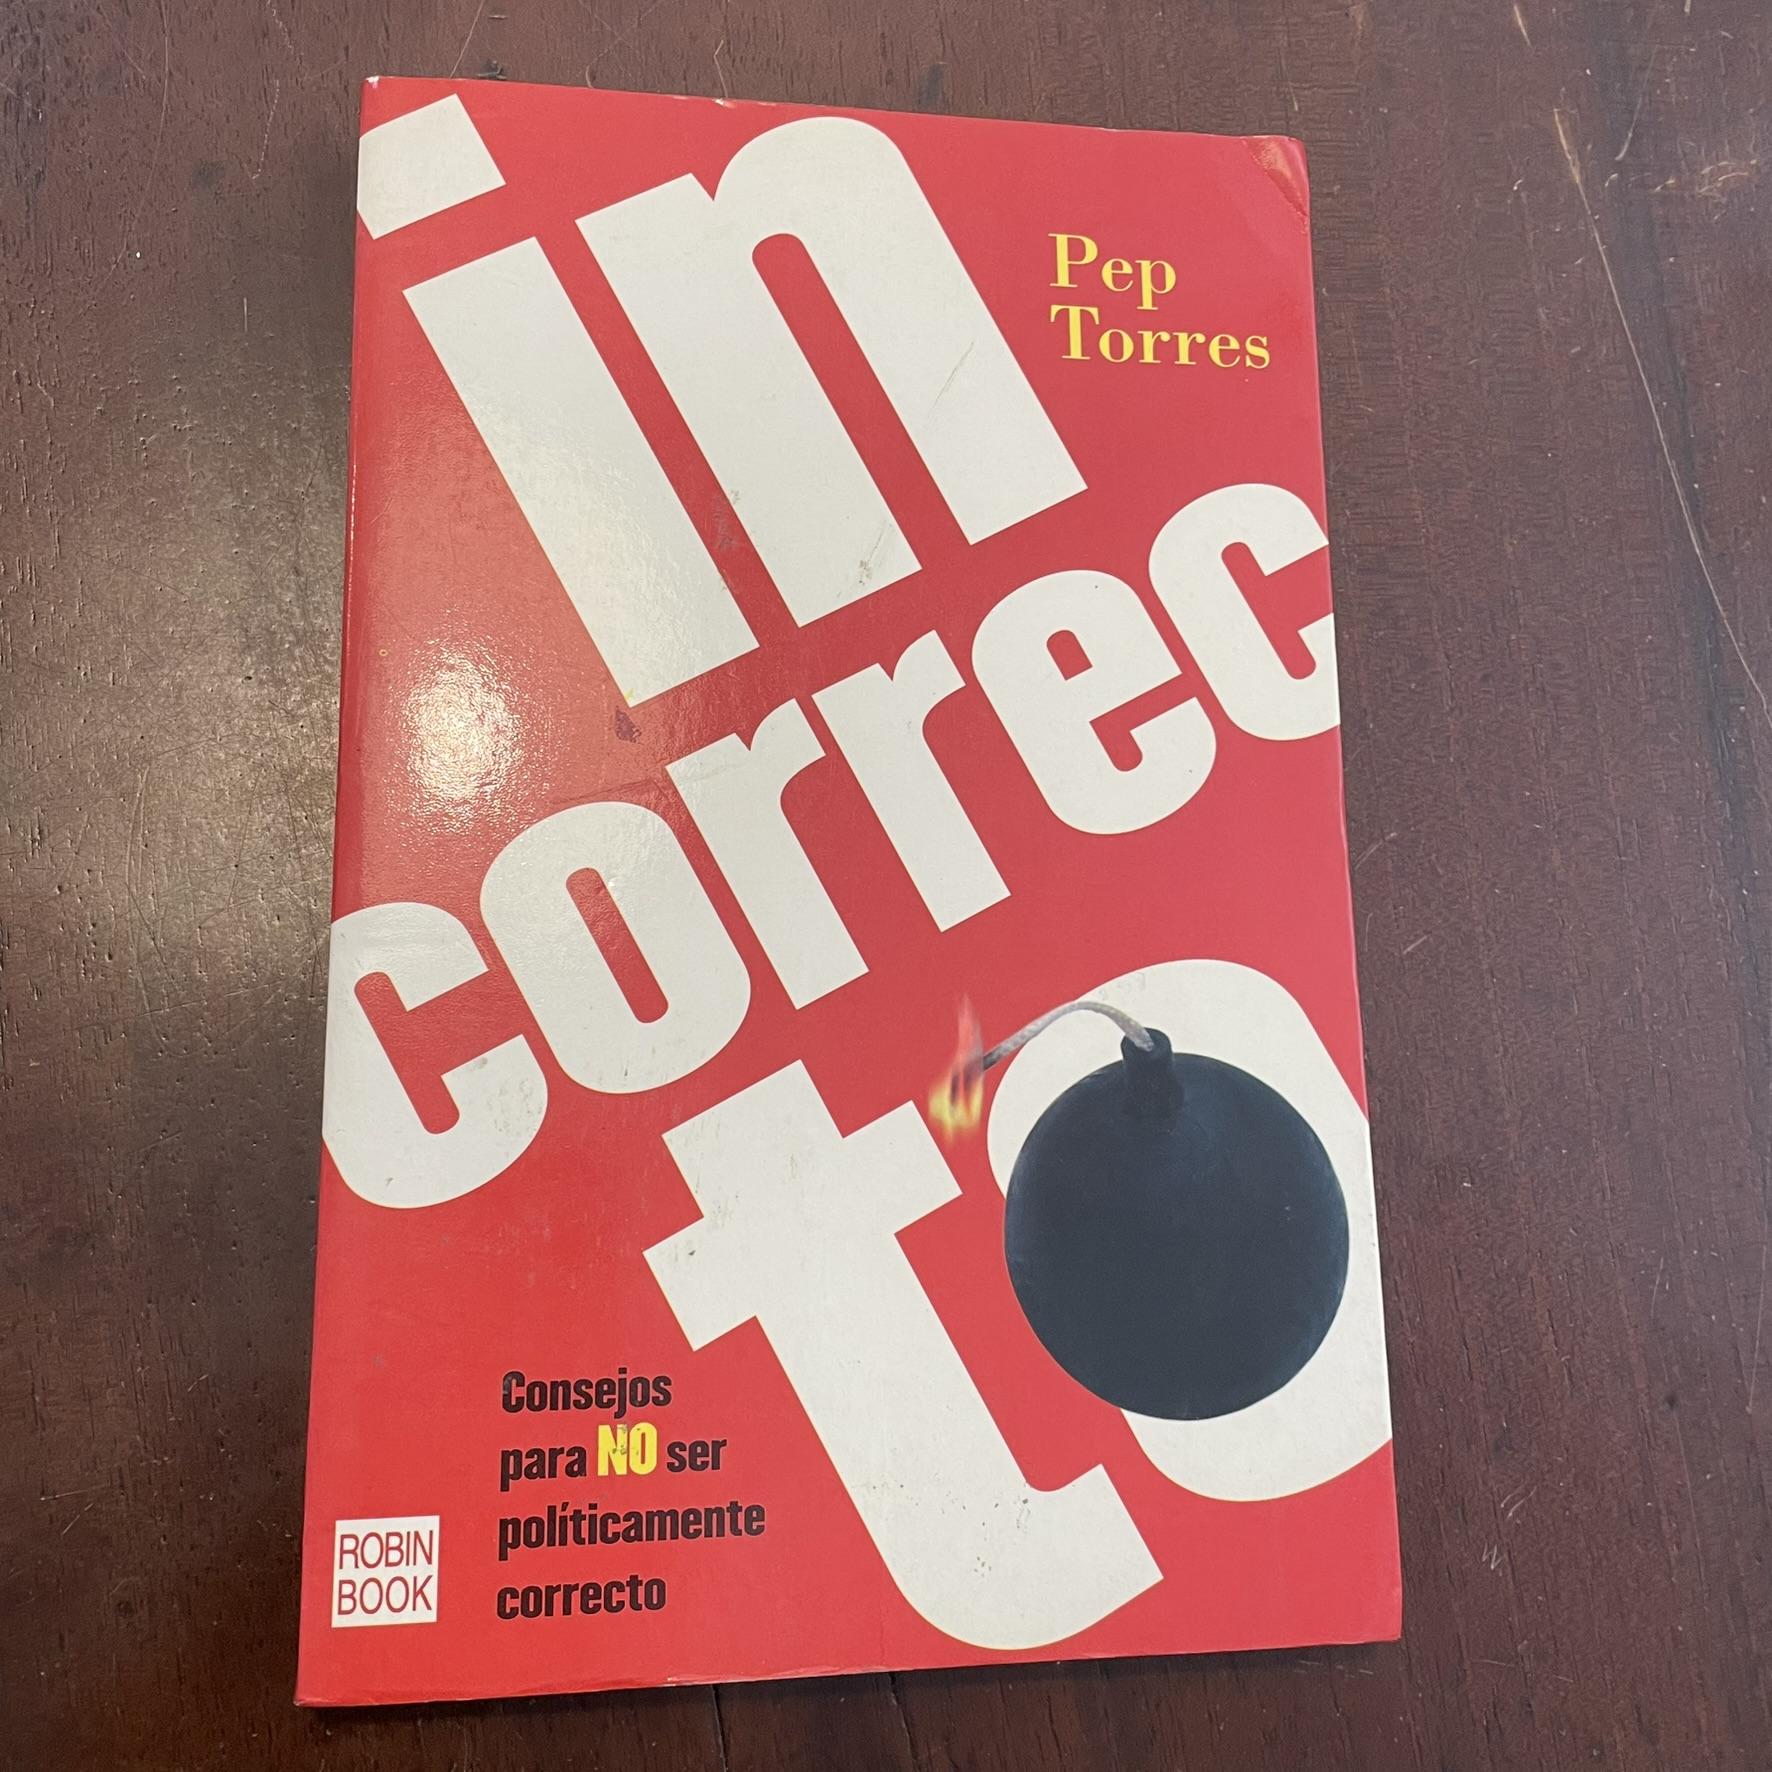 in
Pep
Torres
correc
to
Consejos
para NO ser
políticamente
correcto
ROBIN
BOOK